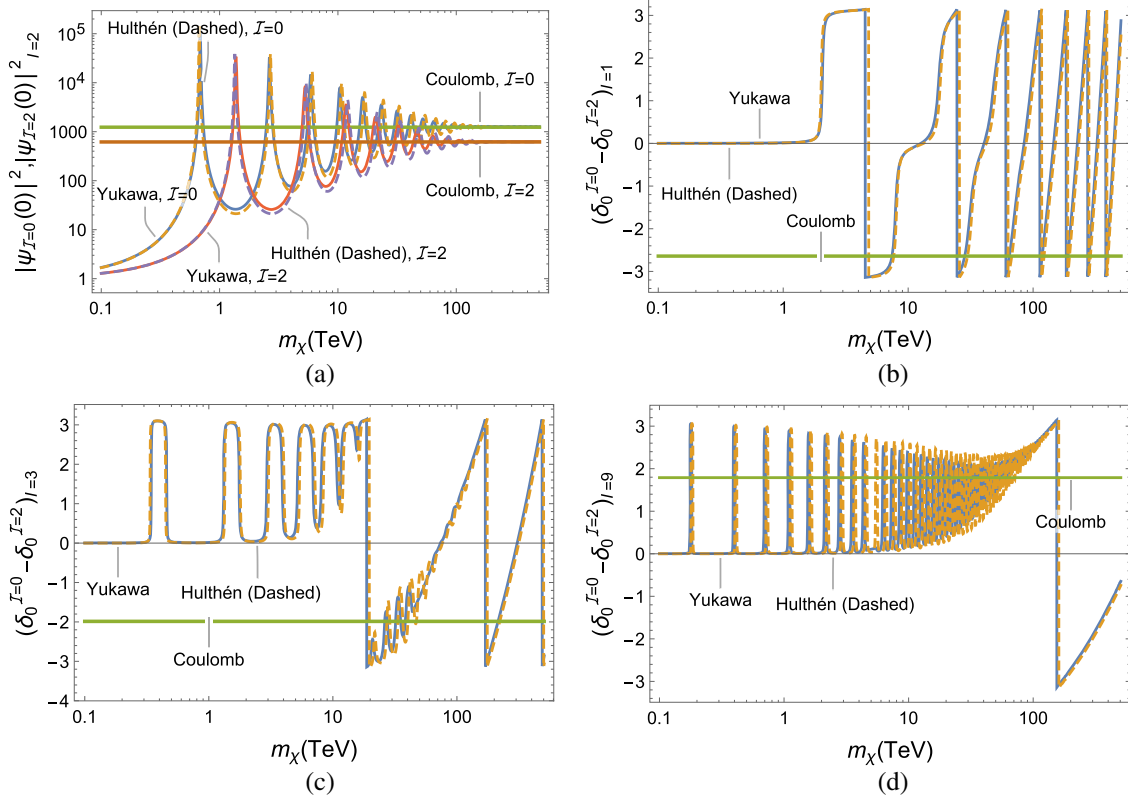 |ψ𝓘=0(0)|², |ψ𝓘=2(0)|² l=2
10⁵
10⁴
1000
100
10
1
Hulthén (Dashed), 𝓘=0
Coulomb, 𝓘=0
Yukawa, 𝓘=0
Coulomb, 𝓘=2
Hulthén (Dashed), 𝓘=2
Yukawa, 𝓘=2
0.1 1 10 100
mχ(TeV)
(a)
(δ₀^𝓘=0 −δ₀^𝓘=2)l=1
3
2
1
0
−1
−2
−3
Yukawa
Hulthén (Dashed)
Coulomb
0.1 1 10 100
mχ(TeV)
(b)
(δ₀^𝓘=0 −δ₀^𝓘=2)l=3
3
2
1
0
−1
−2
−3
−4
Yukawa
Hulthén (Dashed)
Coulomb
0.1 1 10 100
mχ(TeV)
(c)
(δ₀^𝓘=0 −δ₀^𝓘=2)l=9
3
2
1
0
−1
−2
−3
Coulomb
Yukawa
Hulthén (Dashed)
0.1 1 10 100
mχ(TeV)
(d)